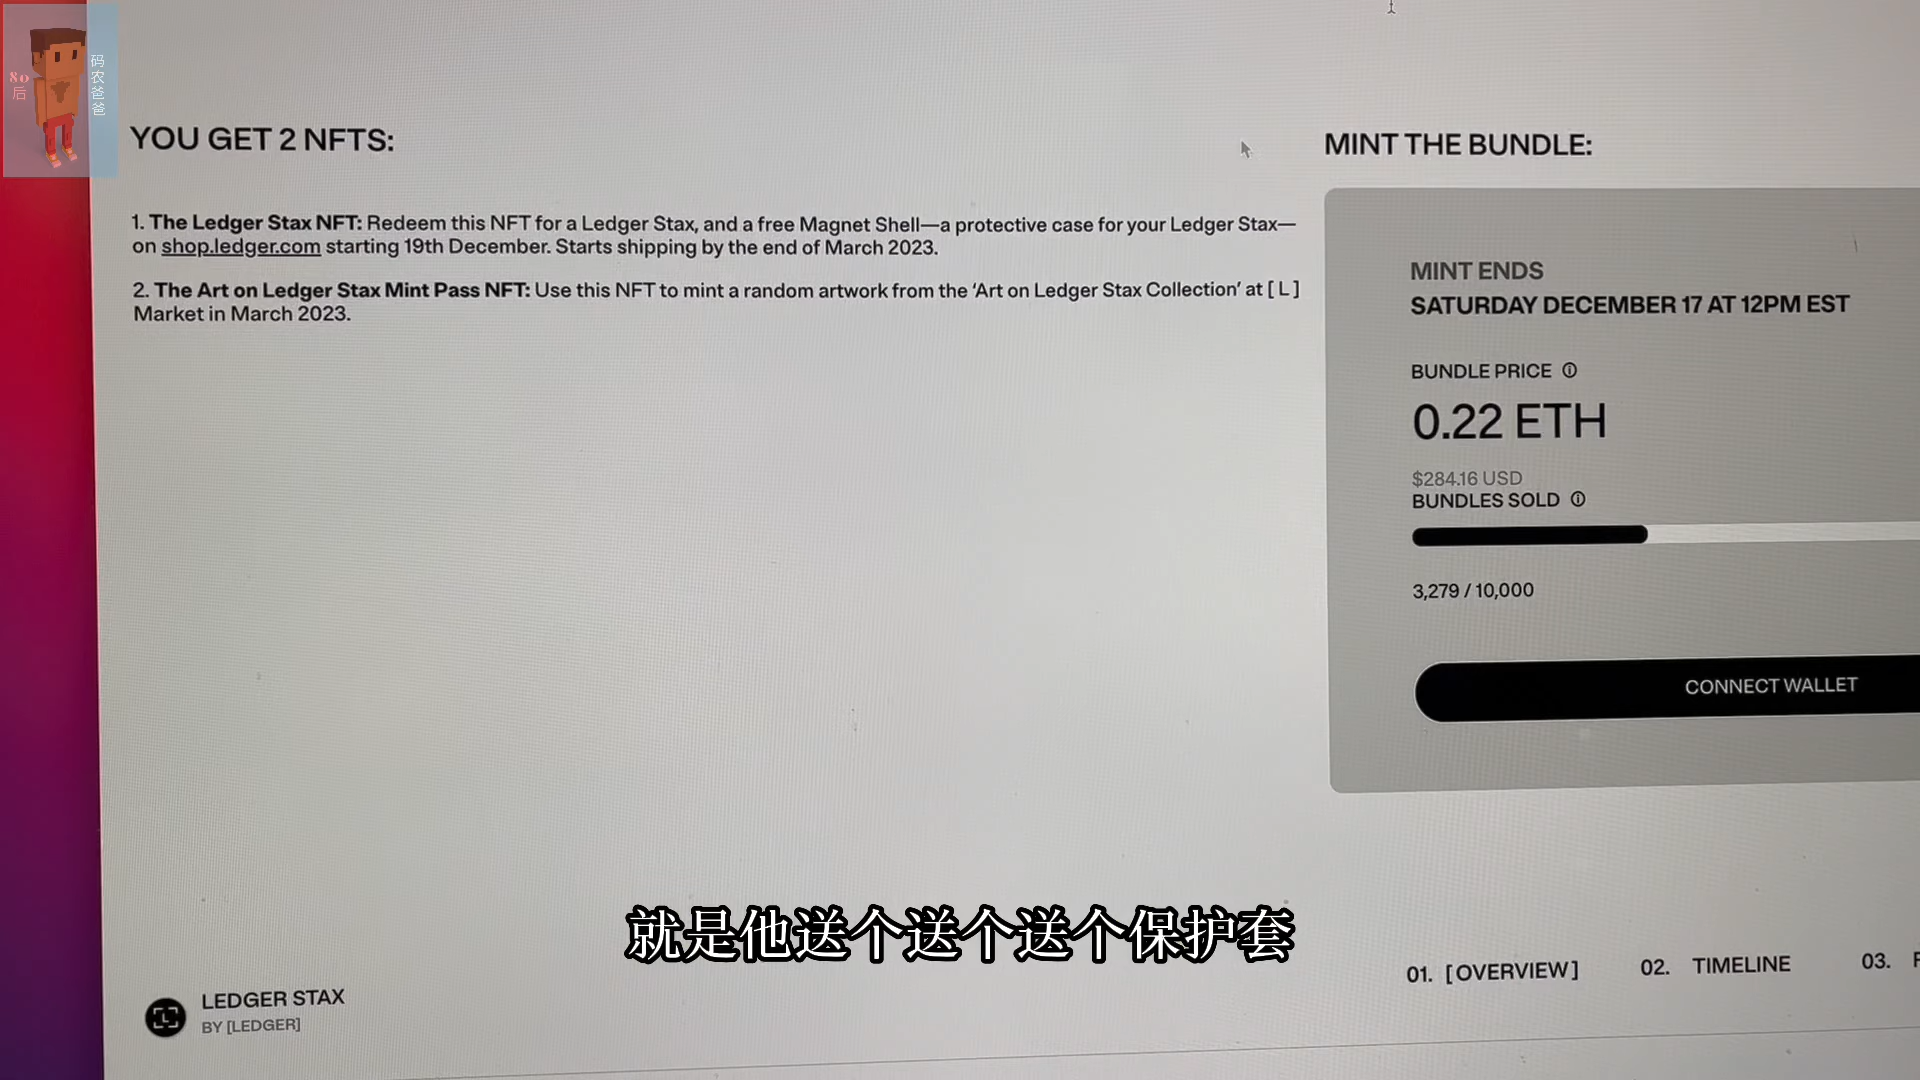 80
后
码农爸爸
YOU GET 2 NFTS:
1. The Ledger Stax NFT: Redeem this NFT for a Ledger Stax, and a free Magnet Shell—a protective case for your Ledger Stax—
on shop.ledger.com starting 19th December. Starts shipping by the end of March 2023.
2. The Art on Ledger Stax Mint Pass NFT: Use this NFT to mint a random artwork from the ‘Art on Ledger Stax Collection’ at [ L ]
Market in March 2023.
MINT THE BUNDLE:
MINT ENDS
SATURDAY DECEMBER 17 AT 12PM EST
BUNDLE PRICE
0.22 ETH
$284.16 USD
BUNDLES SOLD
3,279 / 10,000
CONNECT WALLET
就是他送个送个送个保护套
01. [OVERVIEW]
02. TIMELINE
03.
LEDGER STAX
BY [LEDGER]